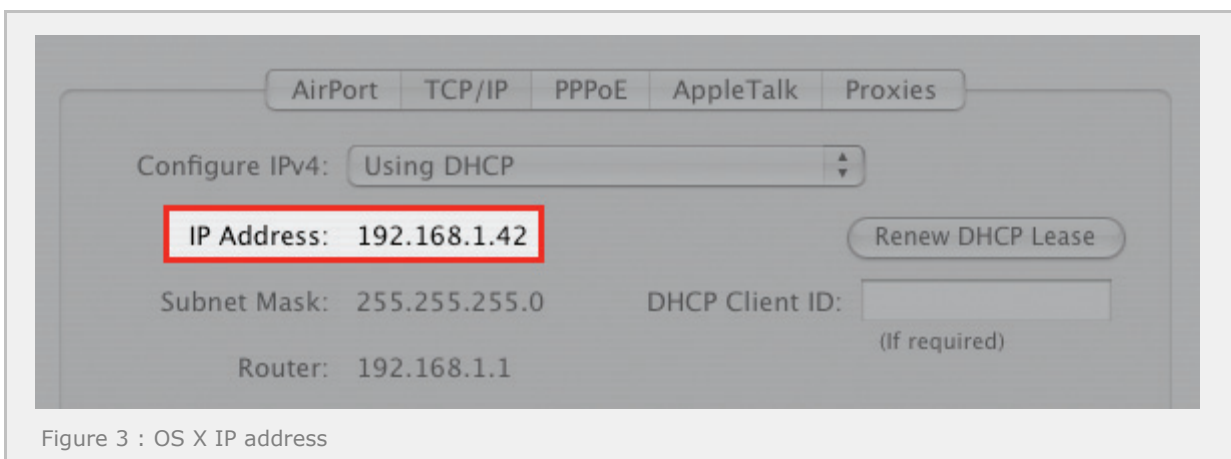 AirPort TCP/IP PPPoE AppleTalk Proxies
Configure IPv4: Using DHCP
IP Address: 192.168.1.42 Renew DHCP Lease
Subnet Mask: 255.255.255.0 DHCP Client ID:
(If required)
Router: 192.168.1.1
Figure 3 : OS X IP address